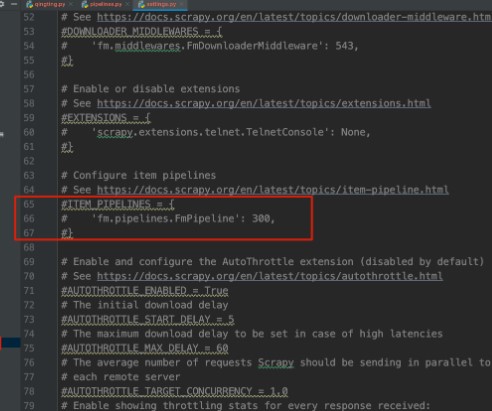 qingting.py × pipelines.py × settings.py ×
52 # See https://docs.scrapy.org/en/latest/topics/downloader-middleware.htm
53 #DOWNLOADER_MIDDLEWARES = {
54 #    'fm.middlewares.FmDownloaderMiddleware': 543,
55 #}
56
57 # Enable or disable extensions
58 # See https://docs.scrapy.org/en/latest/topics/extensions.html
59 #EXTENSIONS = {
60 #    'scrapy.extensions.telnet.TelnetConsole': None,
61 #}
62
63 # Configure item pipelines
64 # See https://docs.scrapy.org/en/latest/topics/item-pipeline.html
65 #ITEM_PIPELINES = {
66 #    'fm.pipelines.FmPipeline': 300,
67 #}
68
69 # Enable and configure the AutoThrottle extension (disabled by default)
70 # See https://docs.scrapy.org/en/latest/topics/autothrottle.html
71 #AUTOTHROTTLE_ENABLED = True
72 # The initial download delay
73 #AUTOTHROTTLE_START_DELAY = 5
74 # The maximum download delay to be set in case of high latencies
75 #AUTOTHROTTLE_MAX_DELAY = 60
76 # The average number of requests Scrapy should be sending in parallel to
77 # each remote server
78 #AUTOTHROTTLE_TARGET_CONCURRENCY = 1.0
79 # Enable showing throttling stats for every response received: